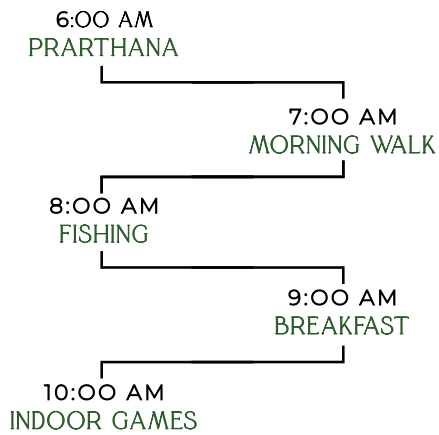 6:00 AM
PRARTHANA
7:00 AM
MORNING WALK
8:00 AM
FISHING
9:00 AM
BREAKFAST
10:00 AM
INDOOR GAMES